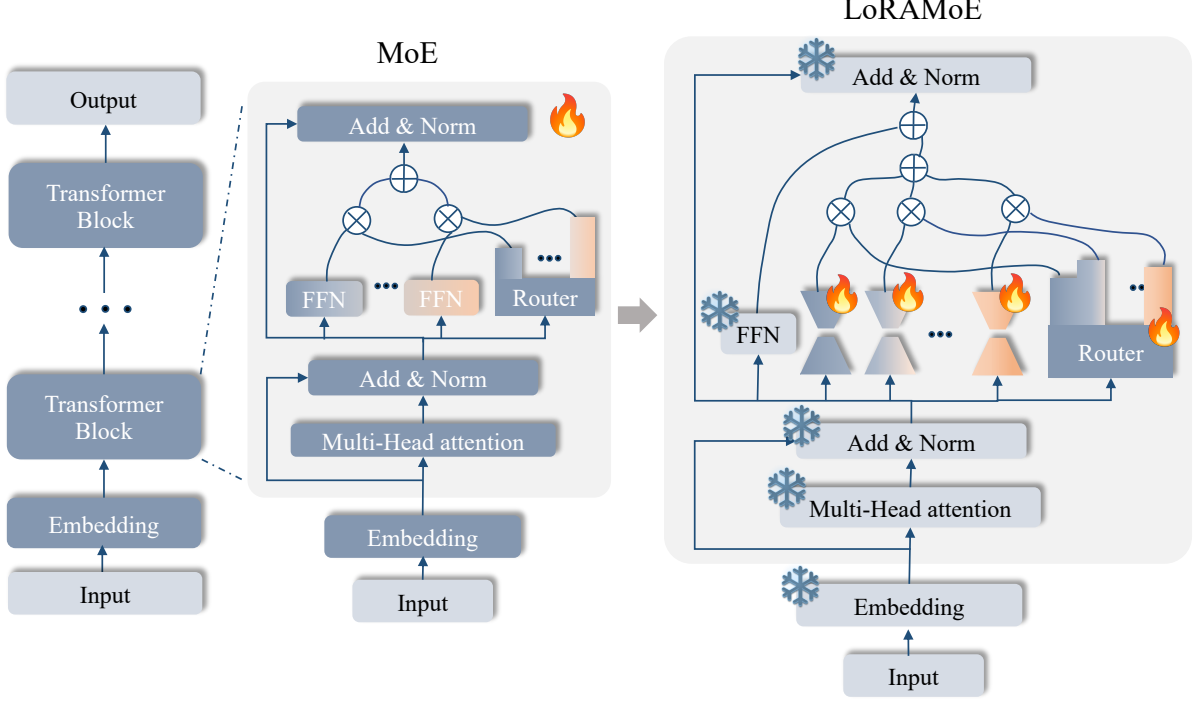 Output
Transformer
Block
Transformer
Block
Embedding
Input
MoE
Add & Norm
FFN
FFN
Router
Add & Norm
Multi-Head attention
Embedding
Input
LoRAMoE
Add & Norm
FFN
Router
Add & Norm
Multi-Head attention
Embedding
Input